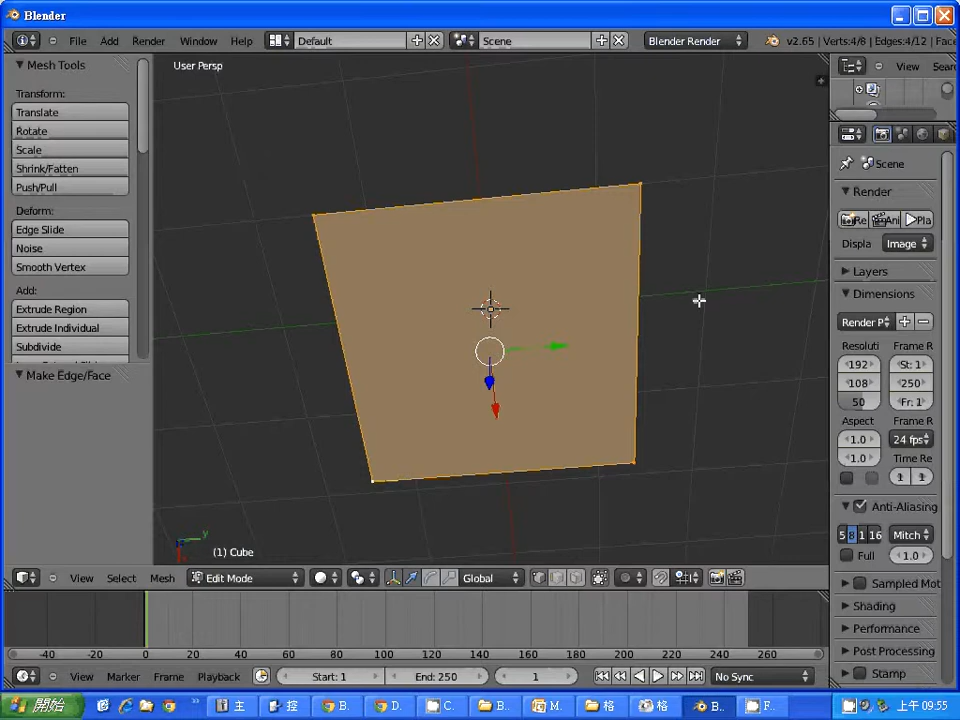 Blender
File Add Render Window Help Default Scene Blender Render v2.65 | Verts:4/8 | Edges:4/12 | Face
Mesh Tools
Transform:
Translate
Rotate
Scale
Shrink/Fatten
Push/Pull
Deform:
Edge Slide
Noise
Smooth Vertex
Add:
Extrude Region
Extrude Individual
Subdivide
Make Edge/Face
User Persp
y
(1) Cube
View Sear
Scene
Render
Re Ani Pla
Displa Image
Layers
Dimensions
Render P
Resoluti Frame R
192 St: 1
108 250
50 Fr: 1
Aspect Frame R
1.0 24 fps
1.0 Time Re
1 1
Anti-Aliasing
5 8 1 16 Mitch
Full 1.0
Sampled Mot
Shading
Performance
Post Processing
Stamp
View Select Mesh Edit Mode Global
-40 -20 0 20 40 60 80 100 120 140 160 180 200 220 240 260
View Marker Frame Playback Start: 1 End: 250 1 No Sync
開始 主 控 B. D. C. B. M. 格 格 B. F. 上午 09:55